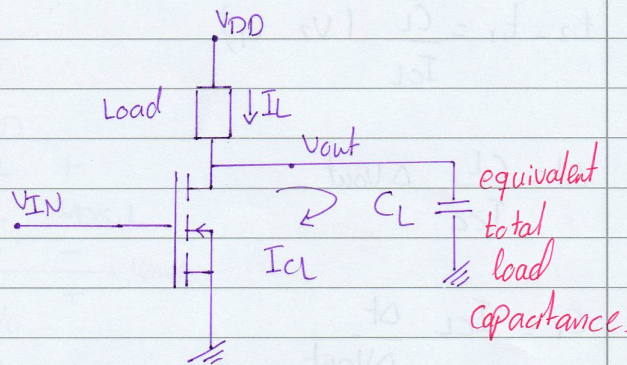 VDD
Load
IL
Vout
VIN
CL
ICL
equivalent
total
load
capacitance.